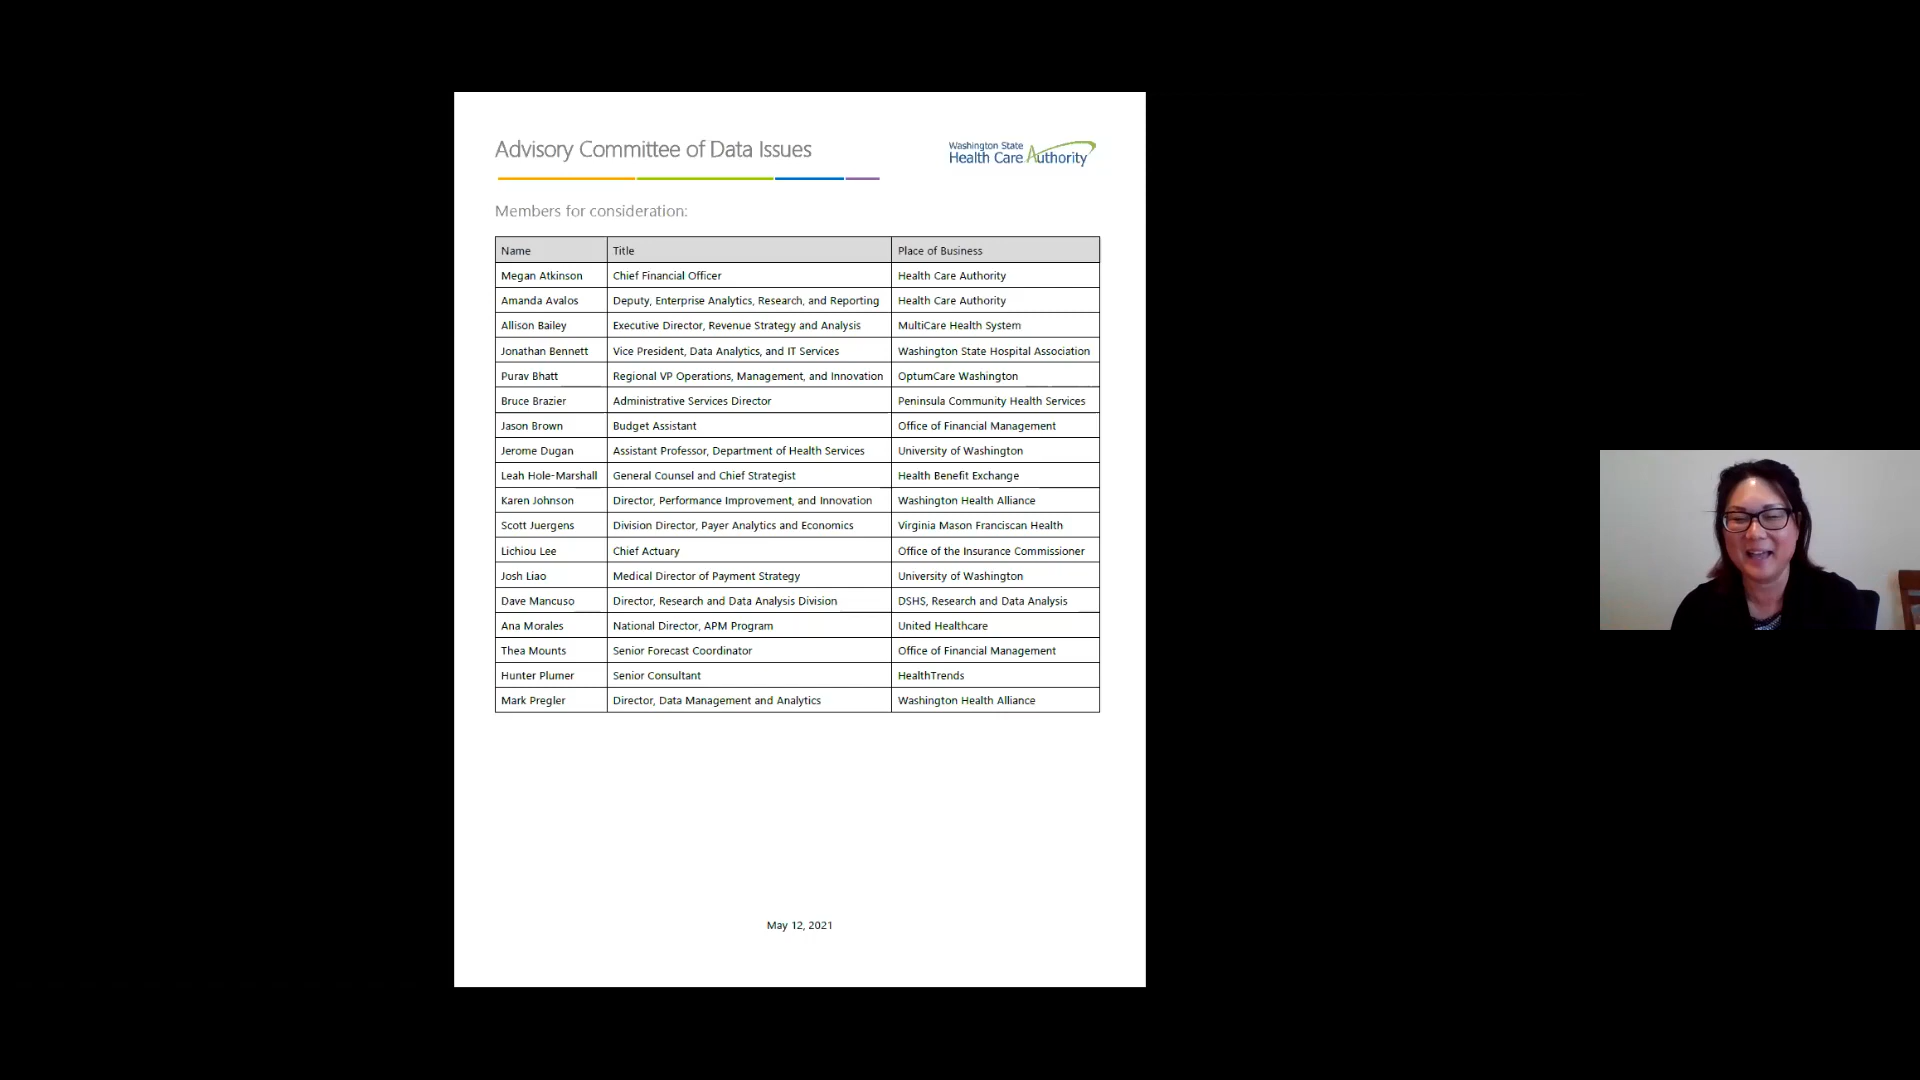 Advisory Committee of Data Issues
Washington State
Health Care Authority
Members for consideration:
Name Title Place of Business
Megan Atkinson Chief Financial Officer Health Care Authority
Amanda Avalos Deputy, Enterprise Analytics, Research, and Reporting Health Care Authority
Allison Bailey Executive Director, Revenue Strategy and Analysis MultiCare Health System
Jonathan Bennett Vice President, Data Analytics, and IT Services Washington State Hospital Association
Purav Bhatt Regional VP Operations, Management, and Innovation OptumCare Washington
Bruce Brazier Administrative Services Director Peninsula Community Health Services
Jason Brown Budget Assistant Office of Financial Management
Jerome Dugan Assistant Professor, Department of Health Services University of Washington
Leah Hole-Marshall General Counsel and Chief Strategist Health Benefit Exchange
Karen Johnson Director, Performance Improvement, and Innovation Washington Health Alliance
Scott Juergens Division Director, Payer Analytics and Economics Virginia Mason Franciscan Health
Lichiou Lee Chief Actuary Office of the Insurance Commissioner
Josh Liao Medical Director of Payment Strategy University of Washington
Dave Mancuso Director, Research and Data Analysis Division DSHS, Research and Data Analysis
Ana Morales National Director, APM Program United Healthcare
Thea Mounts Senior Forecast Coordinator Office of Financial Management
Hunter Plumer Senior Consultant HealthTrends
Mark Pregler Director, Data Management and Analytics Washington Health Alliance
May 12, 2021